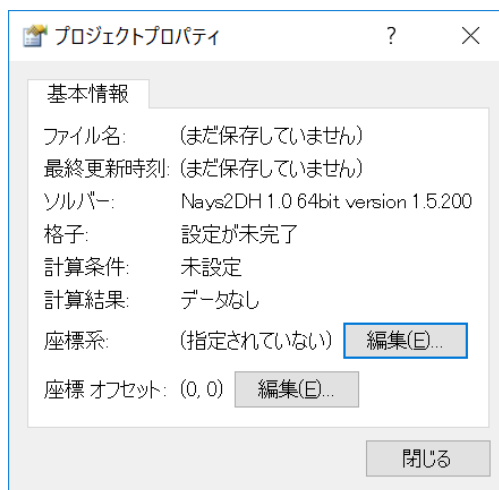 プロジェクトプロパティ ? ×
基本情報
ファイル名: (まだ保存していません)
最終更新時刻: (まだ保存していません)
ソルバー: Nays2DH 1.0 64bit version 1.5.200
格子: 設定が未完了
計算条件: 未設定
計算結果: データなし
座標系: (指定されていない) 編集(E)...
座標 オフセット: (0, 0) 編集(E)...
閉じる